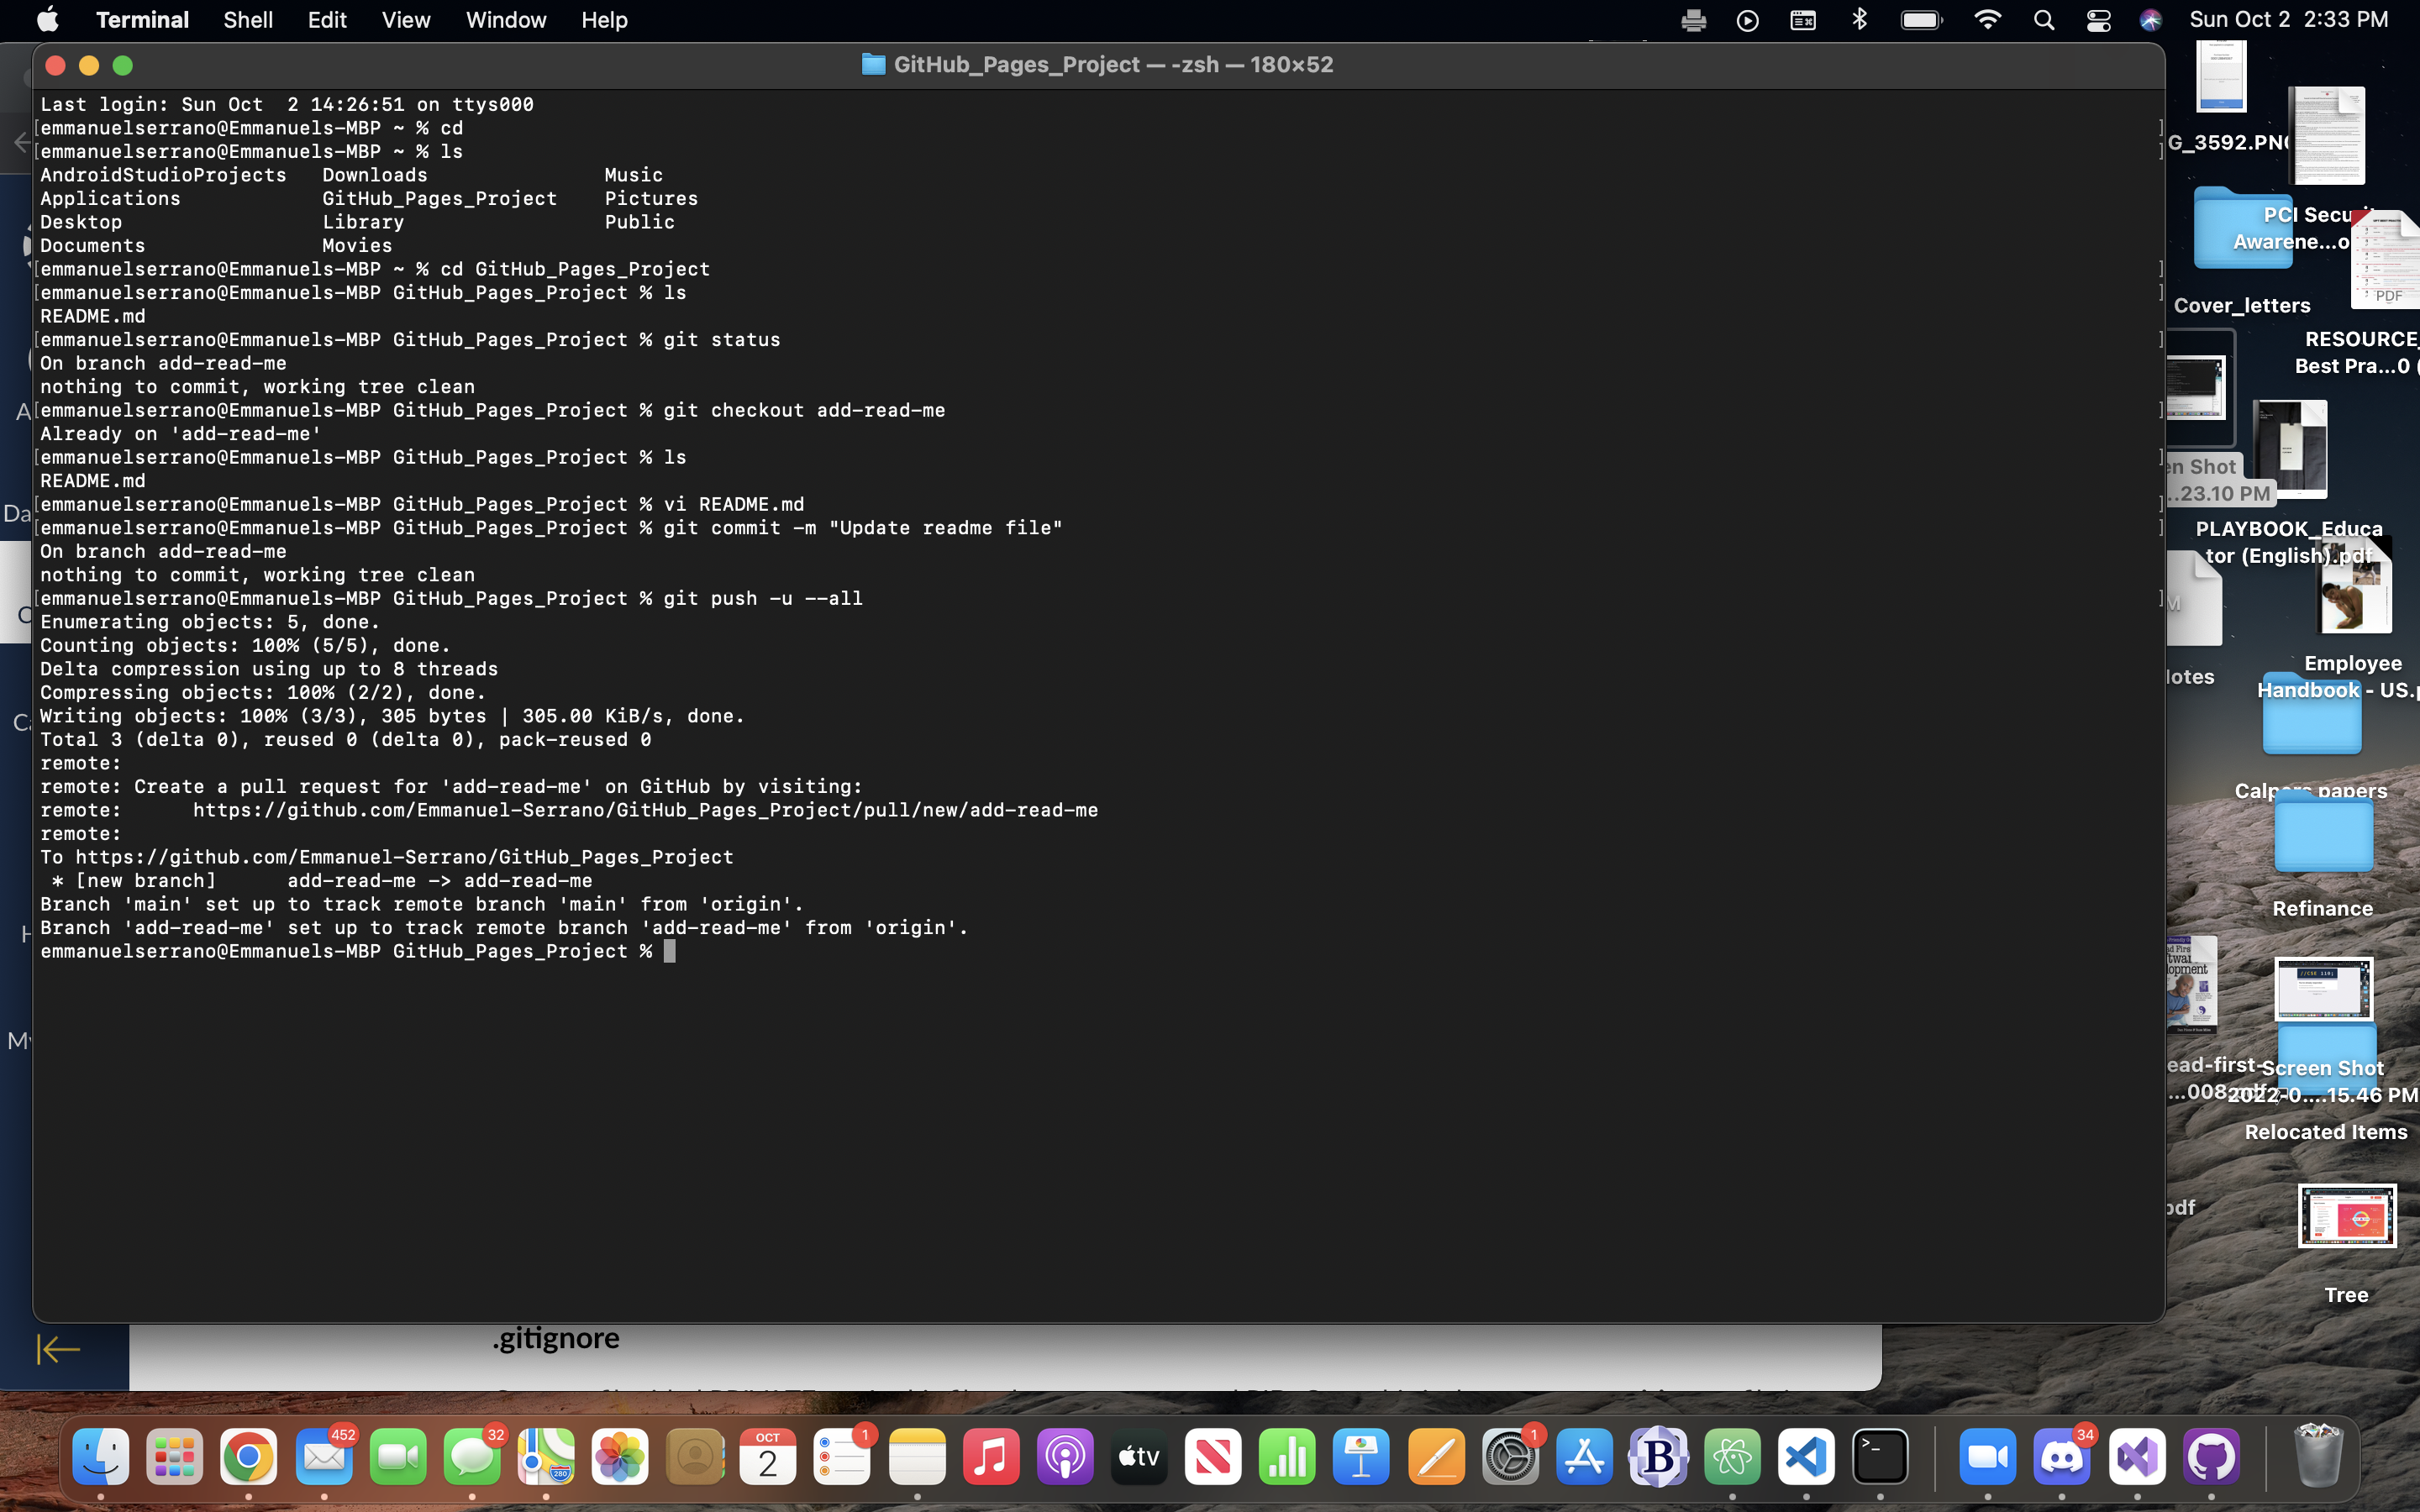 Terminal Shell Edit View Window Help Sun Oct 2 2:33 PM
GitHub_Pages_Project — -zsh — 180×52
Last login: Sun Oct  2 14:26:51 on ttys000
[emmanuelserrano@Emmanuels-MBP ~ % cd ]
[emmanuelserrano@Emmanuels-MBP ~ % ls ]
AndroidStudioProjects Downloads Music
Applications GitHub_Pages_Project Pictures
Desktop Library Public
Documents Movies
[emmanuelserrano@Emmanuels-MBP ~ % cd GitHub_Pages_Project ]
[emmanuelserrano@Emmanuels-MBP GitHub_Pages_Project % ls ]
README.md
[emmanuelserrano@Emmanuels-MBP GitHub_Pages_Project % git status ]
On branch add-read-me
nothing to commit, working tree clean
[emmanuelserrano@Emmanuels-MBP GitHub_Pages_Project % git checkout add-read-me ]
Already on 'add-read-me'
[emmanuelserrano@Emmanuels-MBP GitHub_Pages_Project % ls ]
README.md
[emmanuelserrano@Emmanuels-MBP GitHub_Pages_Project % vi README.md ]
[emmanuelserrano@Emmanuels-MBP GitHub_Pages_Project % git commit -m "Update readme file" ]
On branch add-read-me
nothing to commit, working tree clean
[emmanuelserrano@Emmanuels-MBP GitHub_Pages_Project % git push -u --all ]
Enumerating objects: 5, done.
Counting objects: 100% (5/5), done.
Delta compression using up to 8 threads
Compressing objects: 100% (2/2), done.
Writing objects: 100% (3/3), 305 bytes | 305.00 KiB/s, done.
Total 3 (delta 0), reused 0 (delta 0), pack-reused 0
remote:
remote: Create a pull request for 'add-read-me' on GitHub by visiting:
remote:      https://github.com/Emmanuel-Serrano/GitHub_Pages_Project/pull/new/add-read-me
remote:
To https://github.com/Emmanuel-Serrano/GitHub_Pages_Project
 * [new branch]      add-read-me -> add-read-me
Branch 'main' set up to track remote branch 'main' from 'origin'.
Branch 'add-read-me' set up to track remote branch 'add-read-me' from 'origin'.
emmanuelserrano@Emmanuels-MBP GitHub_Pages_Project %
G_3592.PNG
PCI Securit
Awarene...o
PDF
Cover_letters
RESOURCE_
Best Pra...0 (
en Shot
...23.10 PM
PLAYBOOK_Educa
tor (English).pdf
M
Employee
Handbook - US.p
lotes
Calpers papers
Refinance
ead-first-
...008.pdf
Screen Shot
2022-0....15.46 PM
Relocated Items
pdf
Tree
A
Da
C
Ca
H
My
.gitignore
452
32
280
OCT
2
1
tv
1
B
>_
34